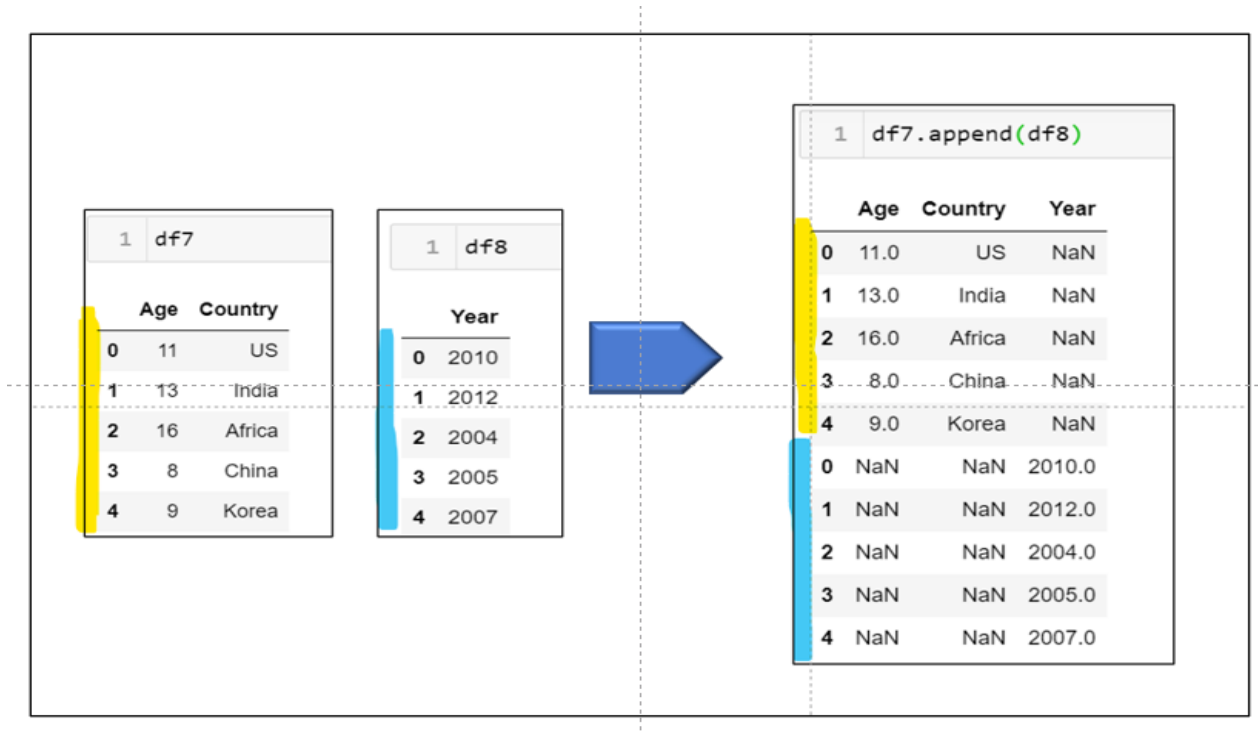 1 df7
Age Country
0 11 US
1 13 India
2 16 Africa
3 8 China
4 9 Korea
1 df8
Year
0 2010
1 2012
2 2004
3 2005
4 2007
1 df7.append(df8)
Age Country Year
0 11.0 US NaN
1 13.0 India NaN
2 16.0 Africa NaN
3 8.0 China NaN
4 9.0 Korea NaN
0 NaN NaN 2010.0
1 NaN NaN 2012.0
2 NaN NaN 2004.0
3 NaN NaN 2005.0
4 NaN NaN 2007.0